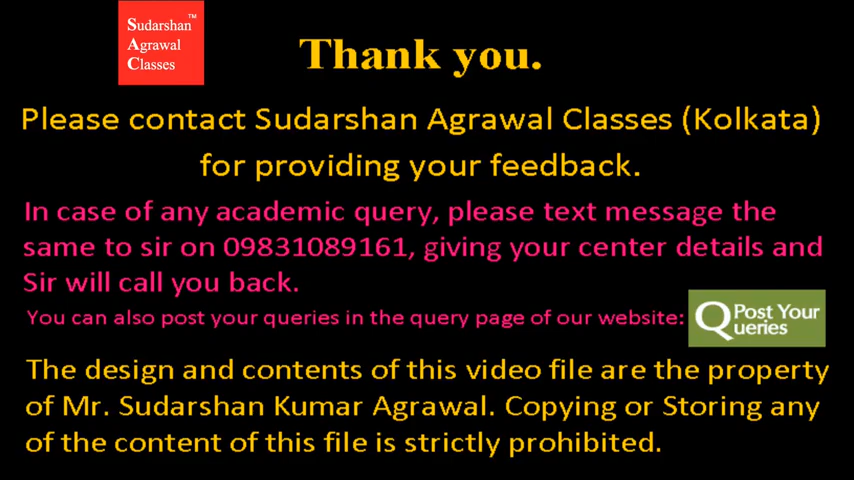 Sudarshan™
Agrawal
Classes
Thank you.
Please contact Sudarshan Agrawal Classes (Kolkata)
for providing your feedback.
In case of any academic query, please text message the
same to sir on 09831089161, giving your center details and
Sir will call you back.
You can also post your queries in the query page of our website:
Post Your
Queries
The design and contents of this video file are the property
of Mr. Sudarshan Kumar Agrawal. Copying or Storing any
of the content of this file is strictly prohibited.